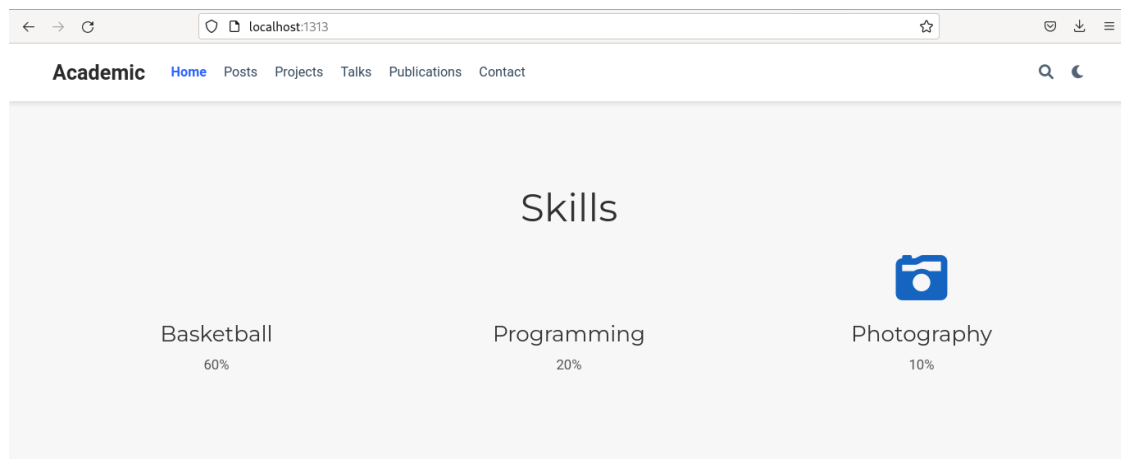 localhost:1313
Academic Home Posts Projects Talks Publications Contact
Skills
Basketball Programming Photography
60% 20% 10%